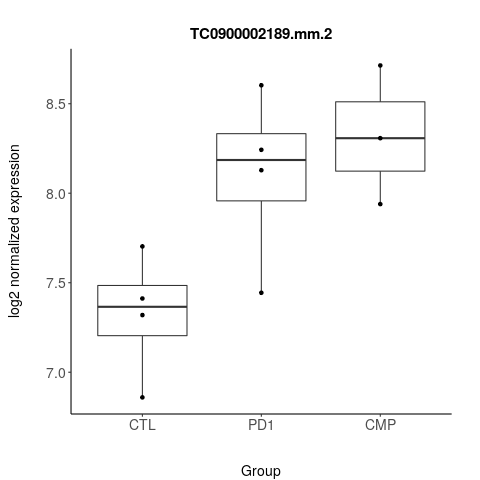 TC0900002189.mm.2
log2 normalized expression
8.5
8.0
7.5
7.0
CTL PD1 CMP
Group